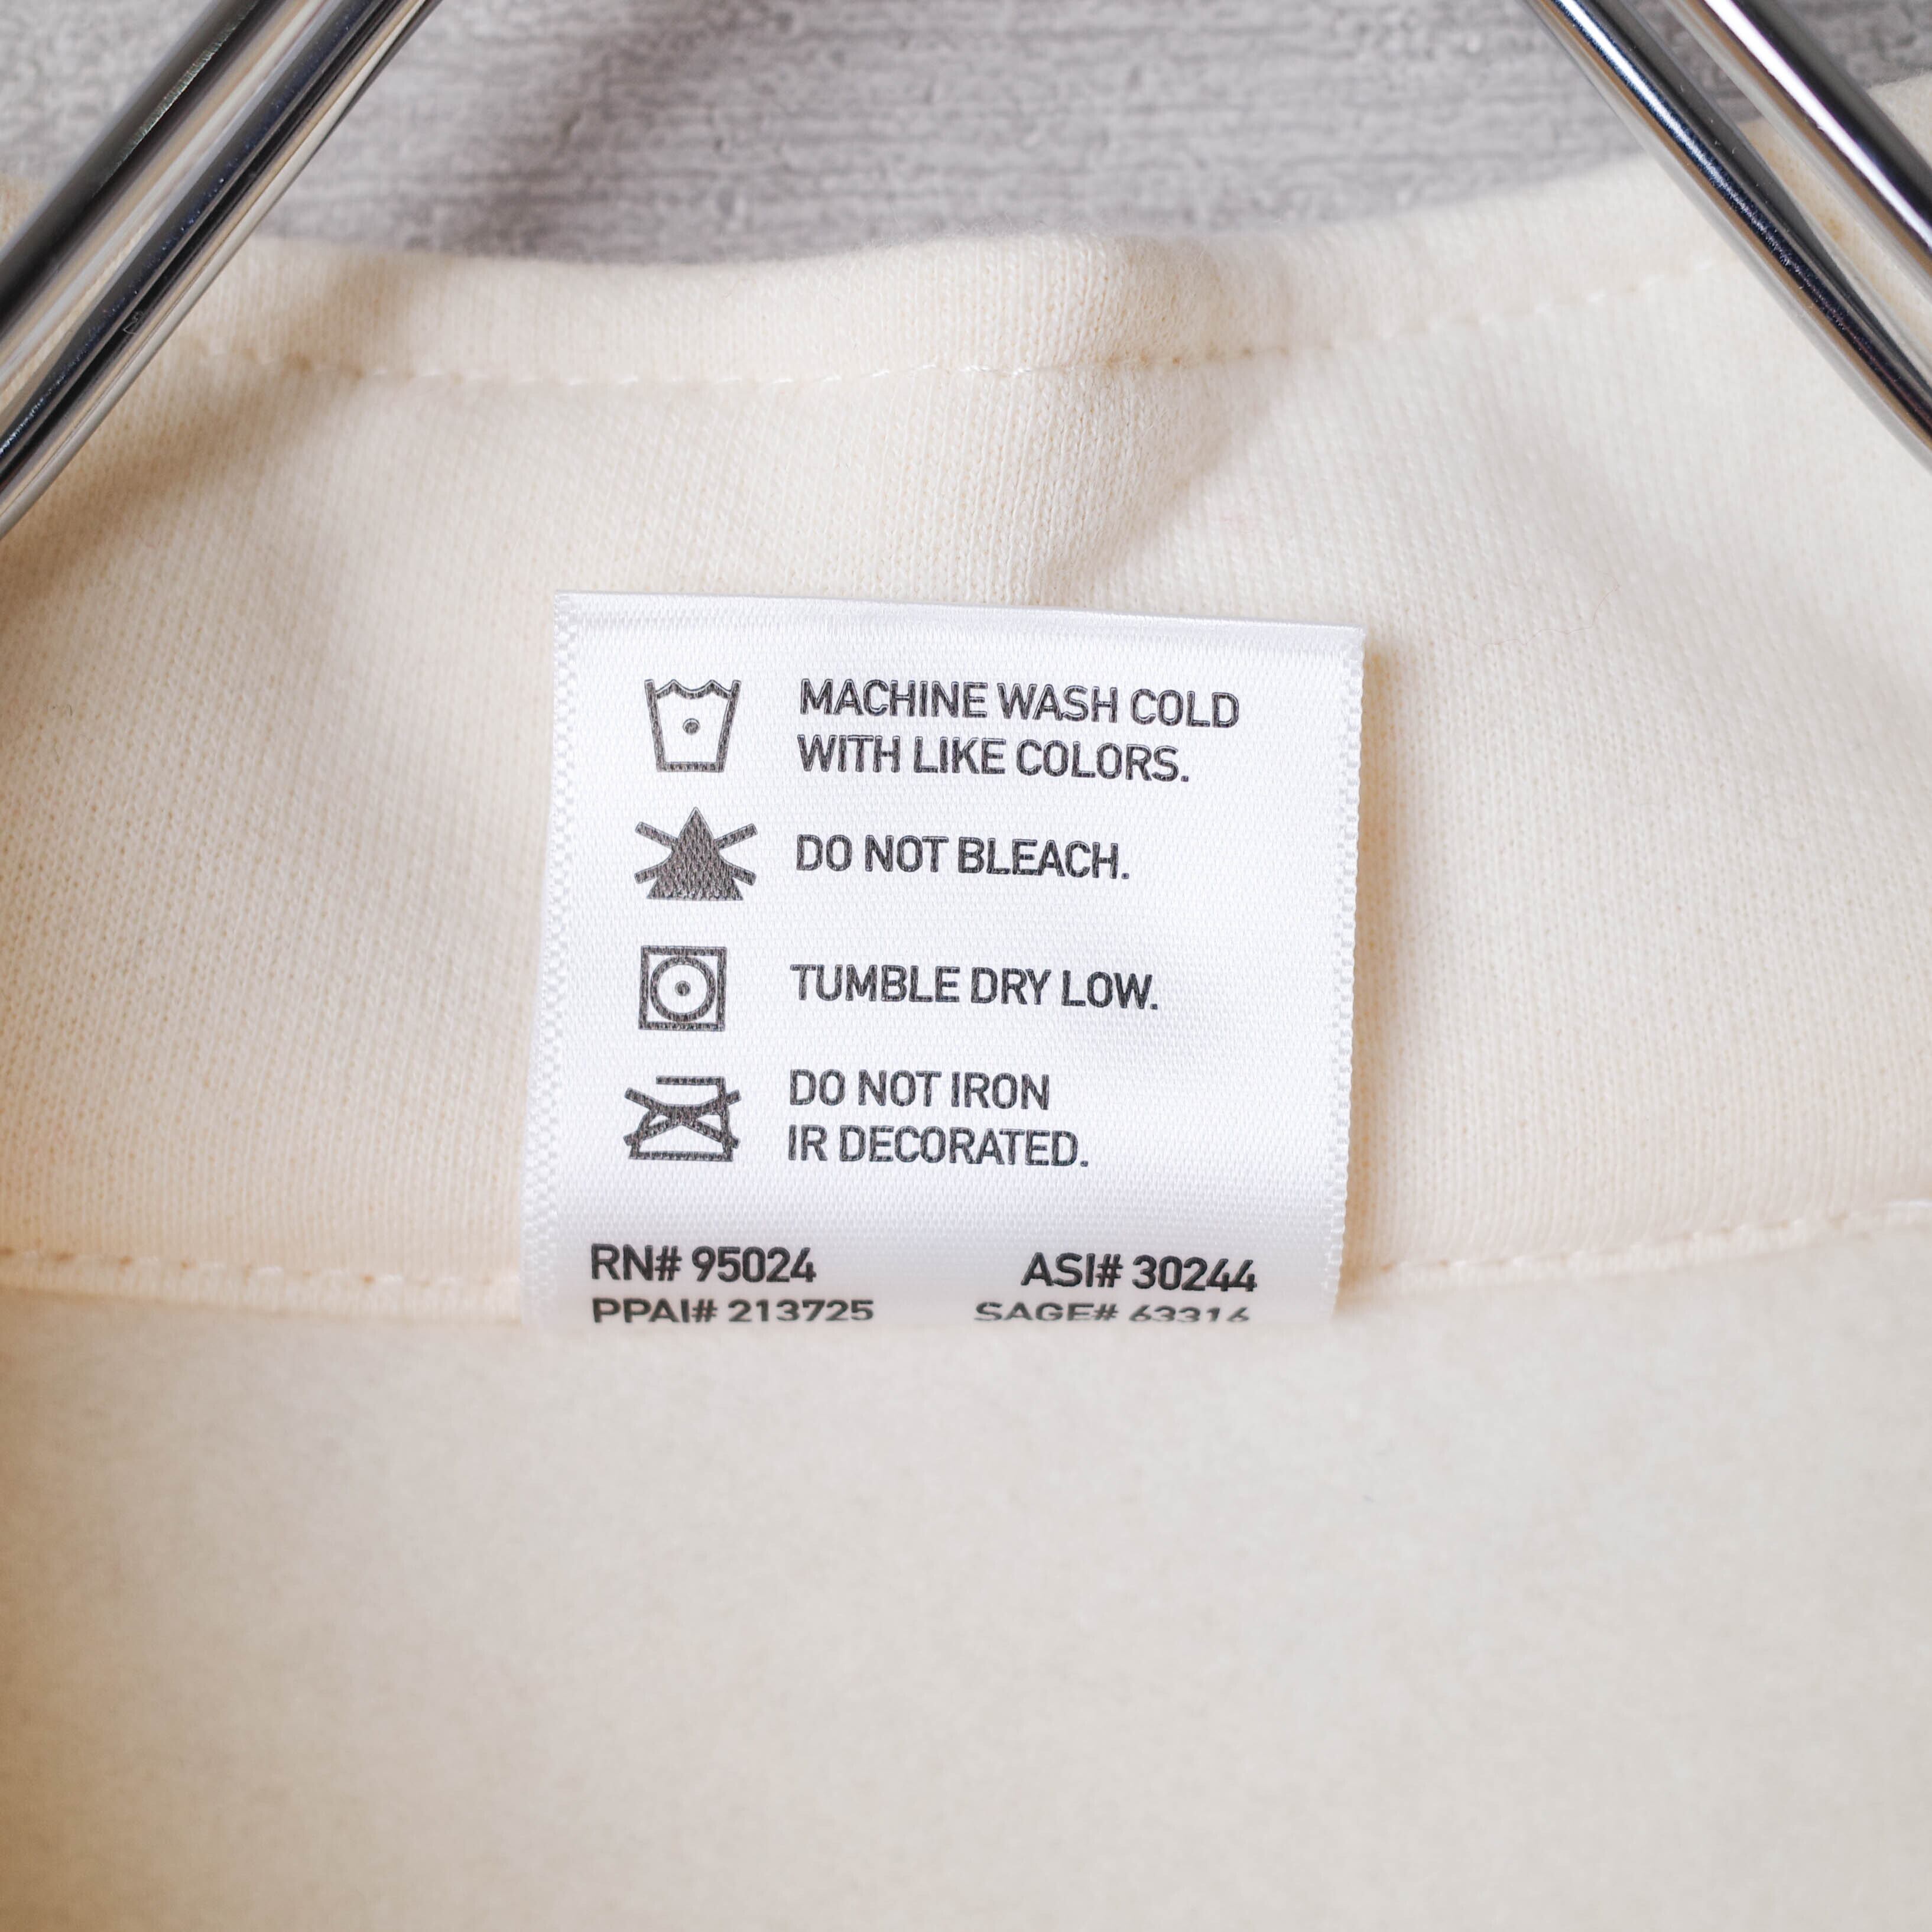 MACHINE WASH COLD
WITH LIKE COLORS.
DO NOT BLEACH.
TUMBLE DRY LOW.
DO NOT IRON
IR DECORATED.
RN# 95024 ASI# 30244
PPAI# 213725 SAGE# 63316